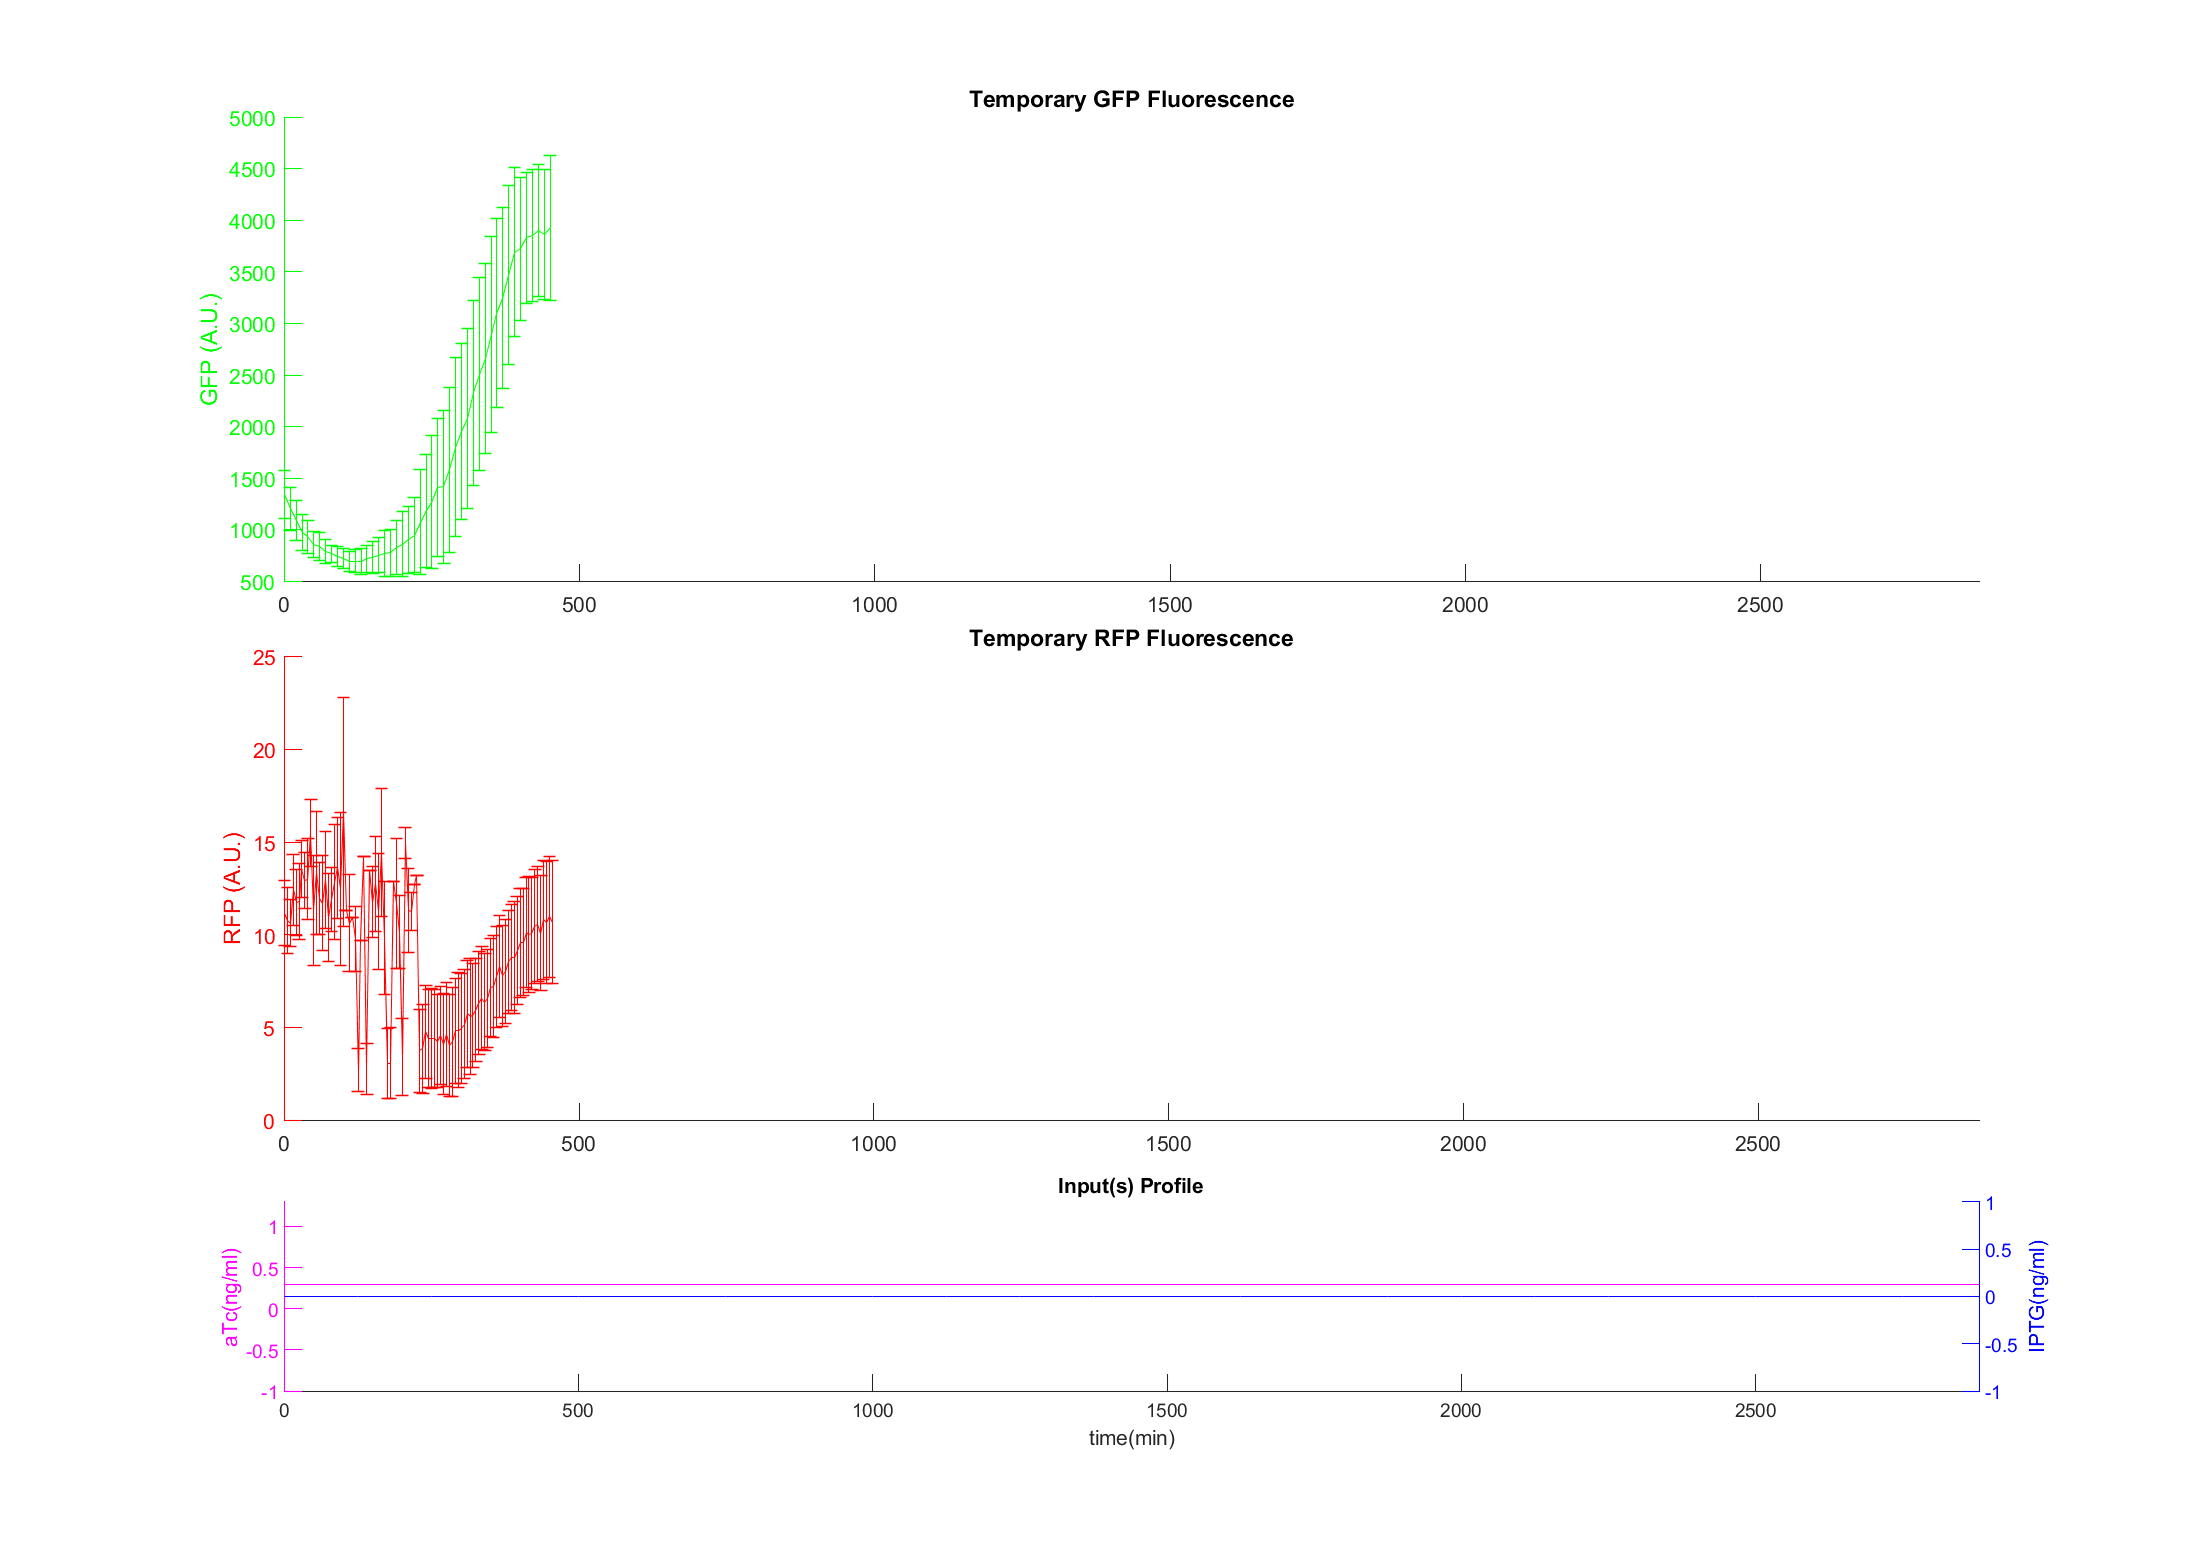 Temporary GFP Fluorescence
5000
4500
4000
3500
3000
2500
2000
1500
1000
500
GFP (A.U.)
0 500 1000 1500 2000 2500
Temporary RFP Fluorescence
25
20
15
10
5
0
RFP (A.U.)
0 500 1000 1500 2000 2500
Input(s) Profile
1
0.5
0
-0.5
-1
aTc(ng/ml)
1
0.5
0
-0.5
-1
IPTG(ng/ml)
0 500 1000 1500 2000 2500
time(min)